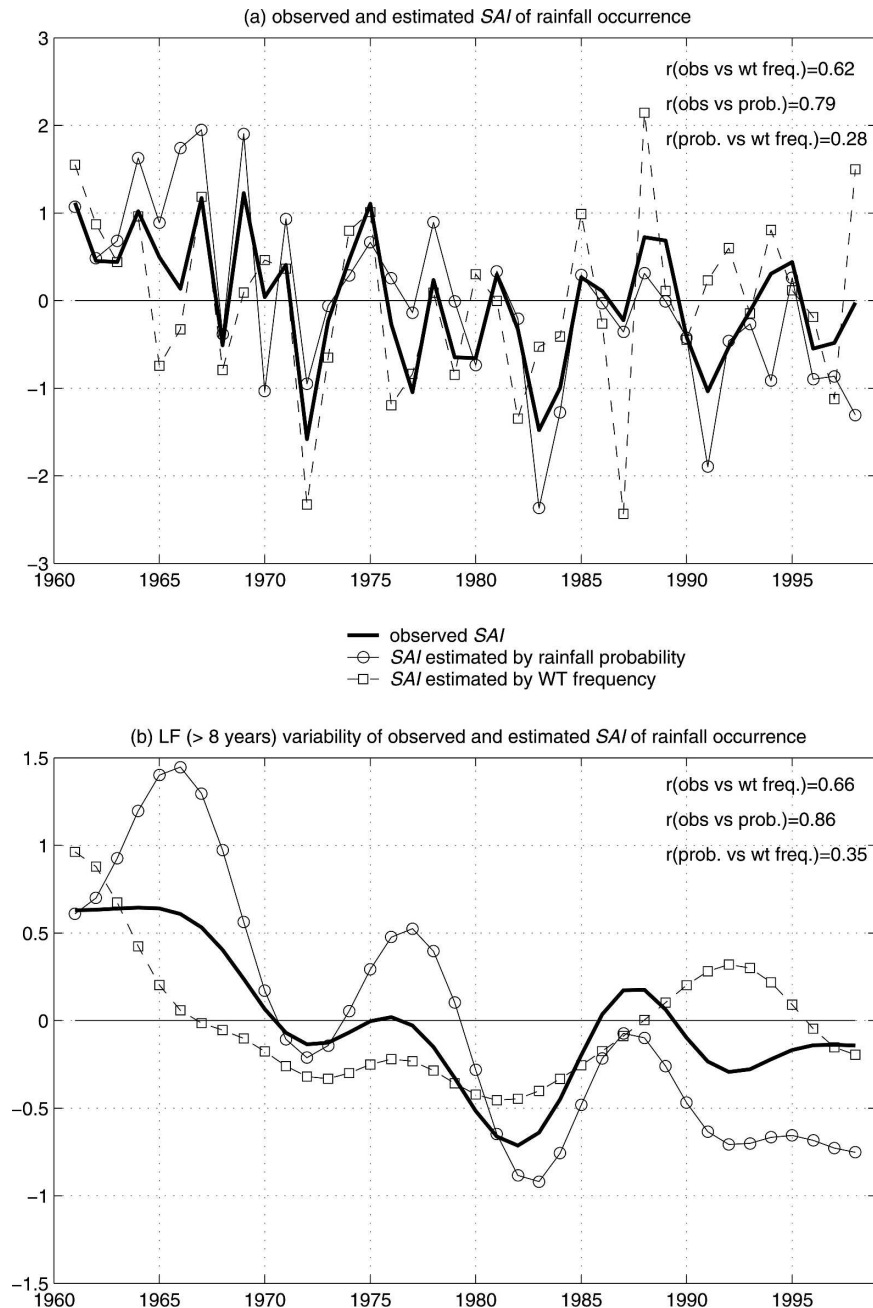 (a) observed and estimated SAI of rainfall occurrence
3
r(obs vs wt freq.)=0.62
r(obs vs prob.)=0.79
2
r(prob. vs wt freq.)=0.28
1
0
−1
−2
−3
1960 1965 1970 1975 1980 1985 1990 1995
observed SAI
SAI estimated by rainfall probability
SAI estimated by WT frequency
(b) LF (> 8 years) variability of observed and estimated SAI of rainfall occurrence
1.5
r(obs vs wt freq.)=0.66
r(obs vs prob.)=0.86
1
r(prob. vs wt freq.)=0.35
0.5
0
−0.5
−1
−1.5
1960 1965 1970 1975 1980 1985 1990 1995